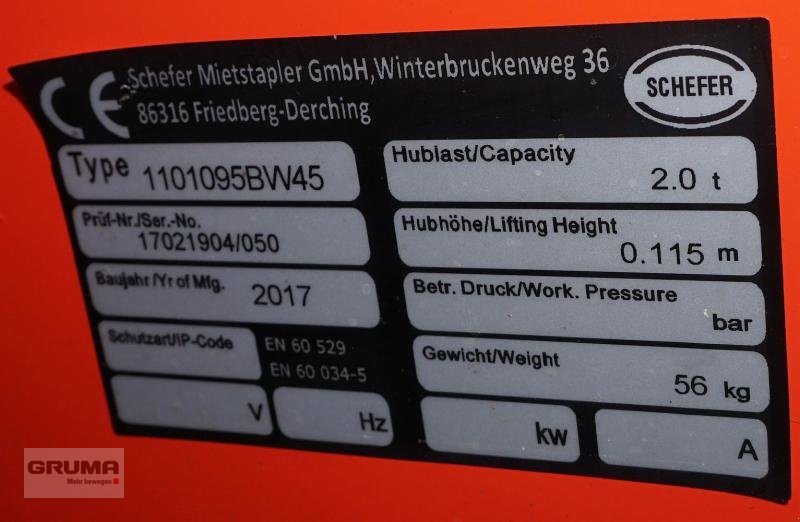 CE Schefer Mietstapler GmbH, Winterbruckenweg 36
86316 Friedberg-Derching
SCHEFER
Type 1101095BW45
Hublast/Capacity
2.0 t
Prüf-Nr./Ser.-No.
17021904/050
Hubhöhe/Lifting Height
0.115 m
Baujahr/Yr of Mfg. 2017
Betr. Druck/Work. Pressure
bar
Schutzart/IP-Code
EN 60 529
EN 60 034-5
Gewicht/Weight
56 kg
V
Hz
kw
A
GRUMA
Mehr bewegen